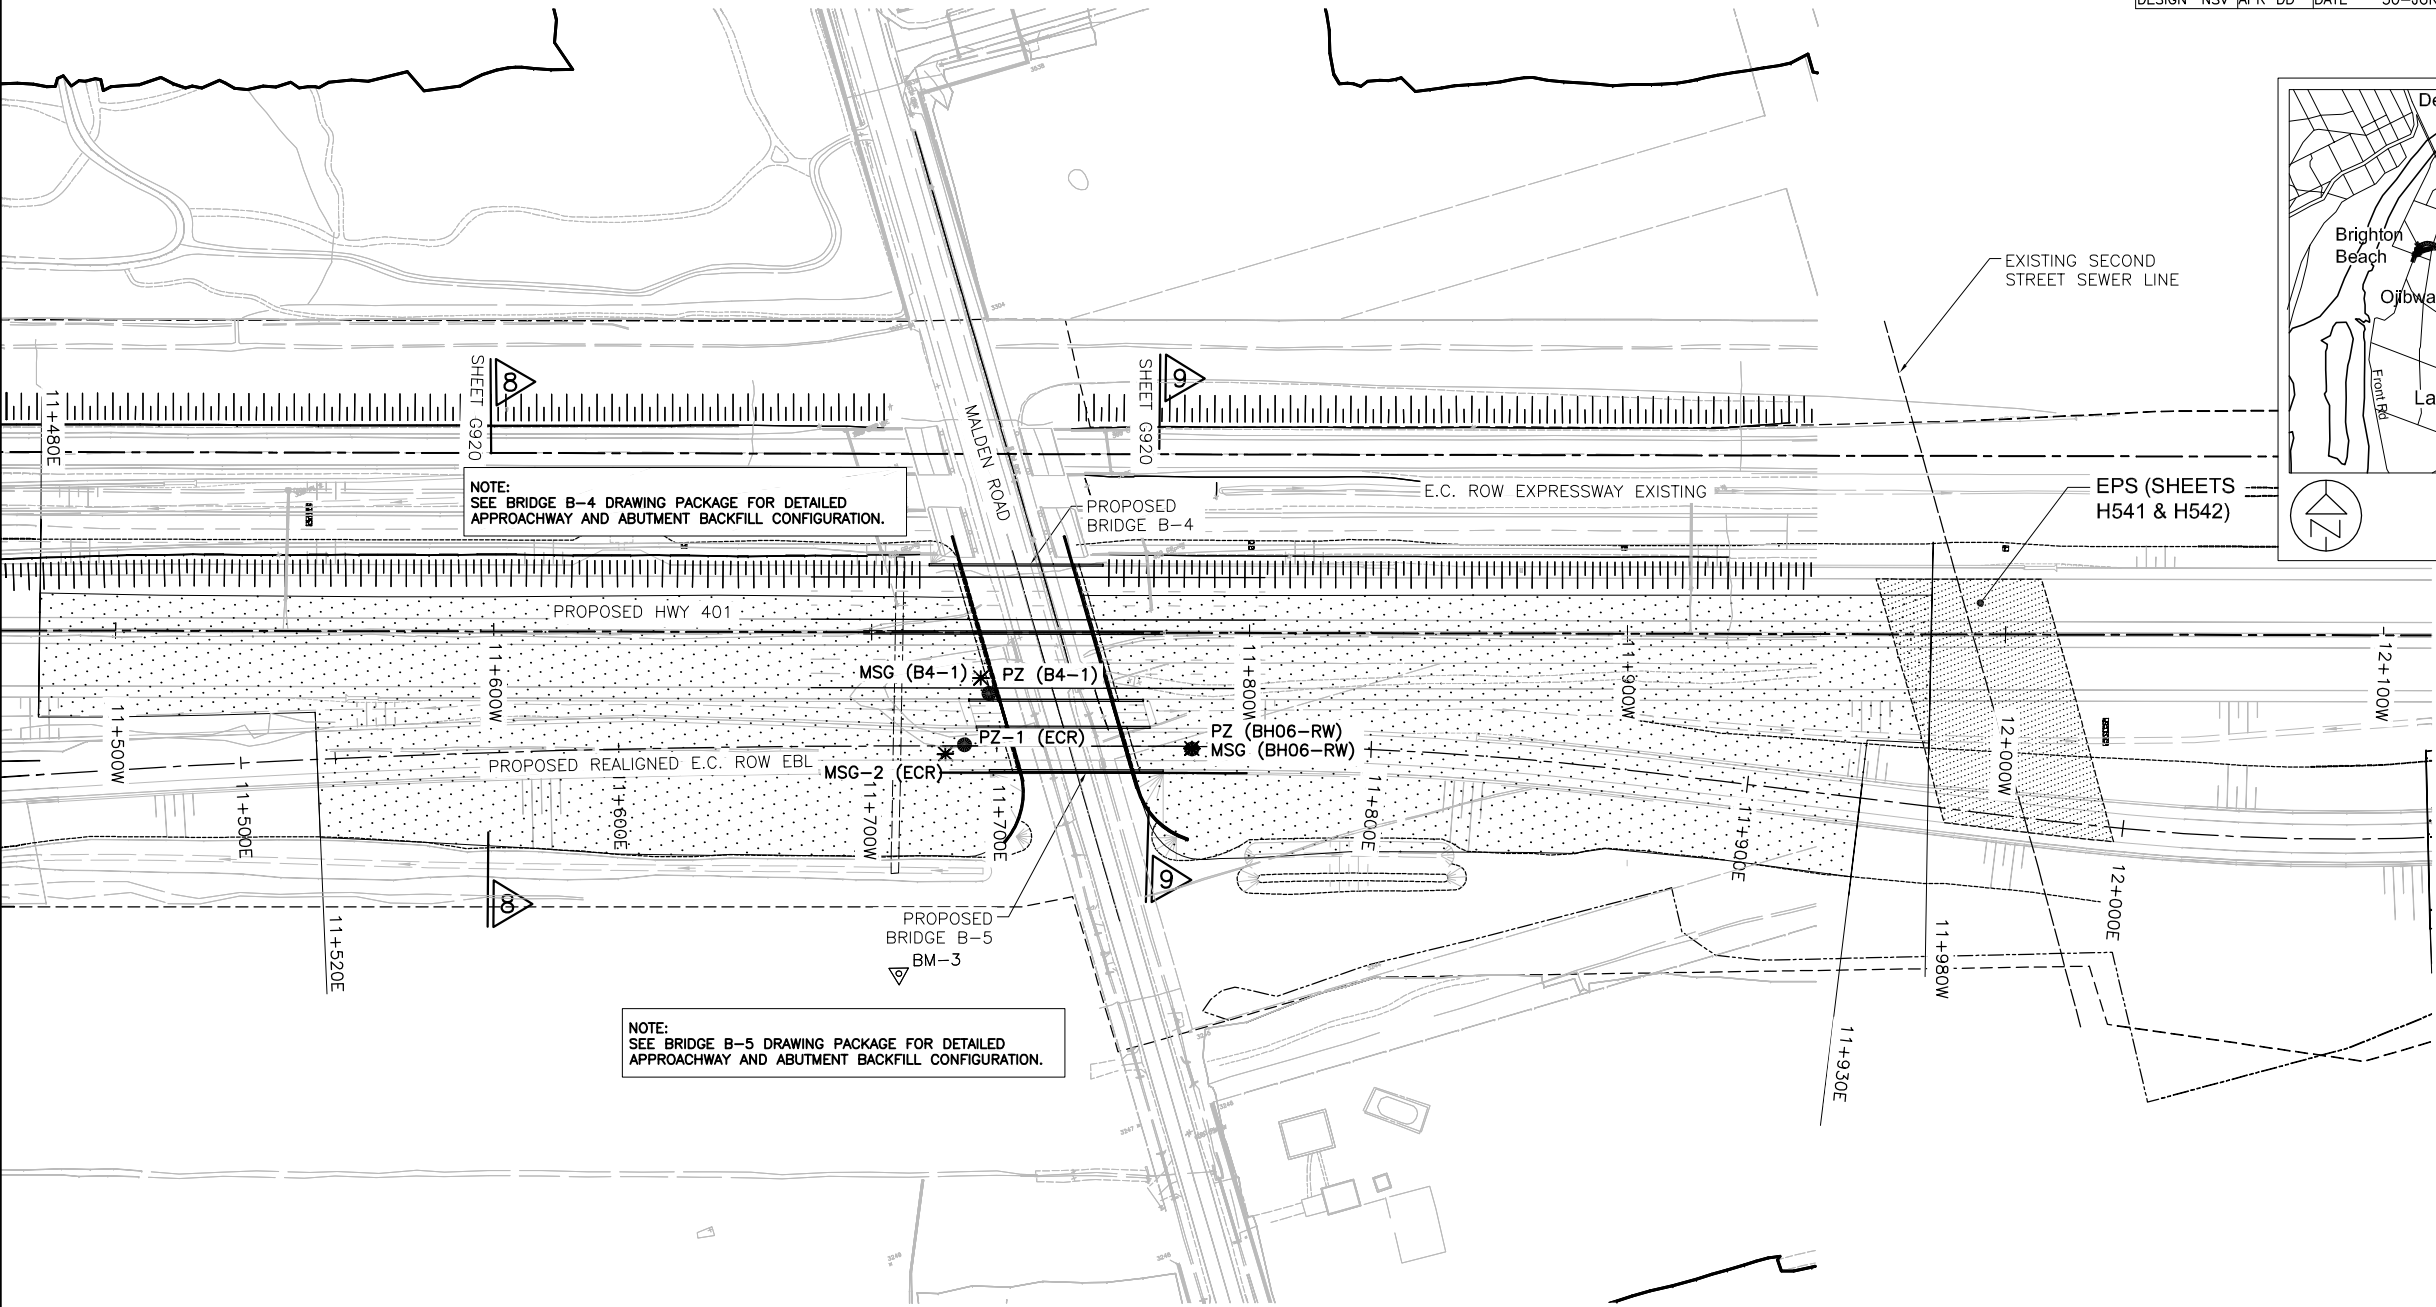 DESIGN NSV APR DD DATE 30-JUN
De
Brighton
Beach
Ojibwa
Front Rd
La
EXISTING SECOND
STREET SEWER LINE
SHEET G920
8
SHEET G920
9
11+480E
MALDEN ROAD
NOTE:
SEE BRIDGE B-4 DRAWING PACKAGE FOR DETAILED
APPROACHWAY AND ABUTMENT BACKFILL CONFIGURATION.
PROPOSED
BRIDGE B-4
E.C. ROW EXPRESSWAY EXISTING
EPS (SHEETS
H541 & H542)
N
PROPOSED HWY 401
MSG (B4-1)
PZ (B4-1)
11+500W
11+600W
11+800W
11+900W
12+000W
12+100W
PZ-1 (ECR)
PZ (BH06-RW)
MSG (BH06-RW)
PROPOSED REALIGNED E.C. ROW EBL
MSG-2 (ECR)
11+500E
11+600E
11+700W
11+700E
11+800E
11+900E
12+000E
8
9
11+520E
PROPOSED
BRIDGE B-5
BM-3
11+980W
11+930E
NOTE:
SEE BRIDGE B-5 DRAWING PACKAGE FOR DETAILED
APPROACHWAY AND ABUTMENT BACKFILL CONFIGURATION.